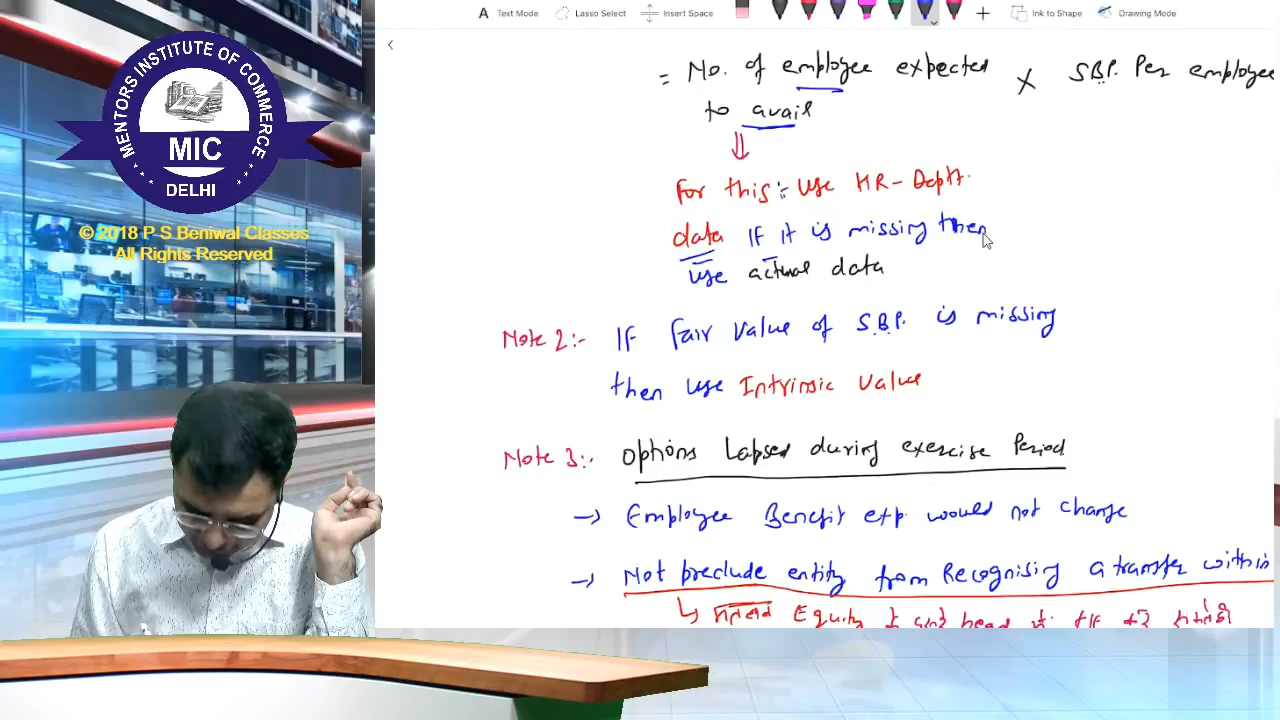 Text Mode
Lasso Select
Insert Space
Ink to Shape
Drawing Mode
MENTORS INSTITUTE OF COMMERCE
MIC
DELHI
© 2018 P S Beniwal Classes
All Rights Reserved
= No. of employee expected × S.B.P. Per employee
to avail
For this :- Use HR-Deptt.
data IF it is missing then
use actual data
Note 2:- IF Fair value of S.B.P. is missing
then use Intrinsic value
Note 3:- Options Lapsed during exercise Period
→ Employee Benefit exp. would not change
→ Not preclude entity from Recognising a transfer within
Equity head